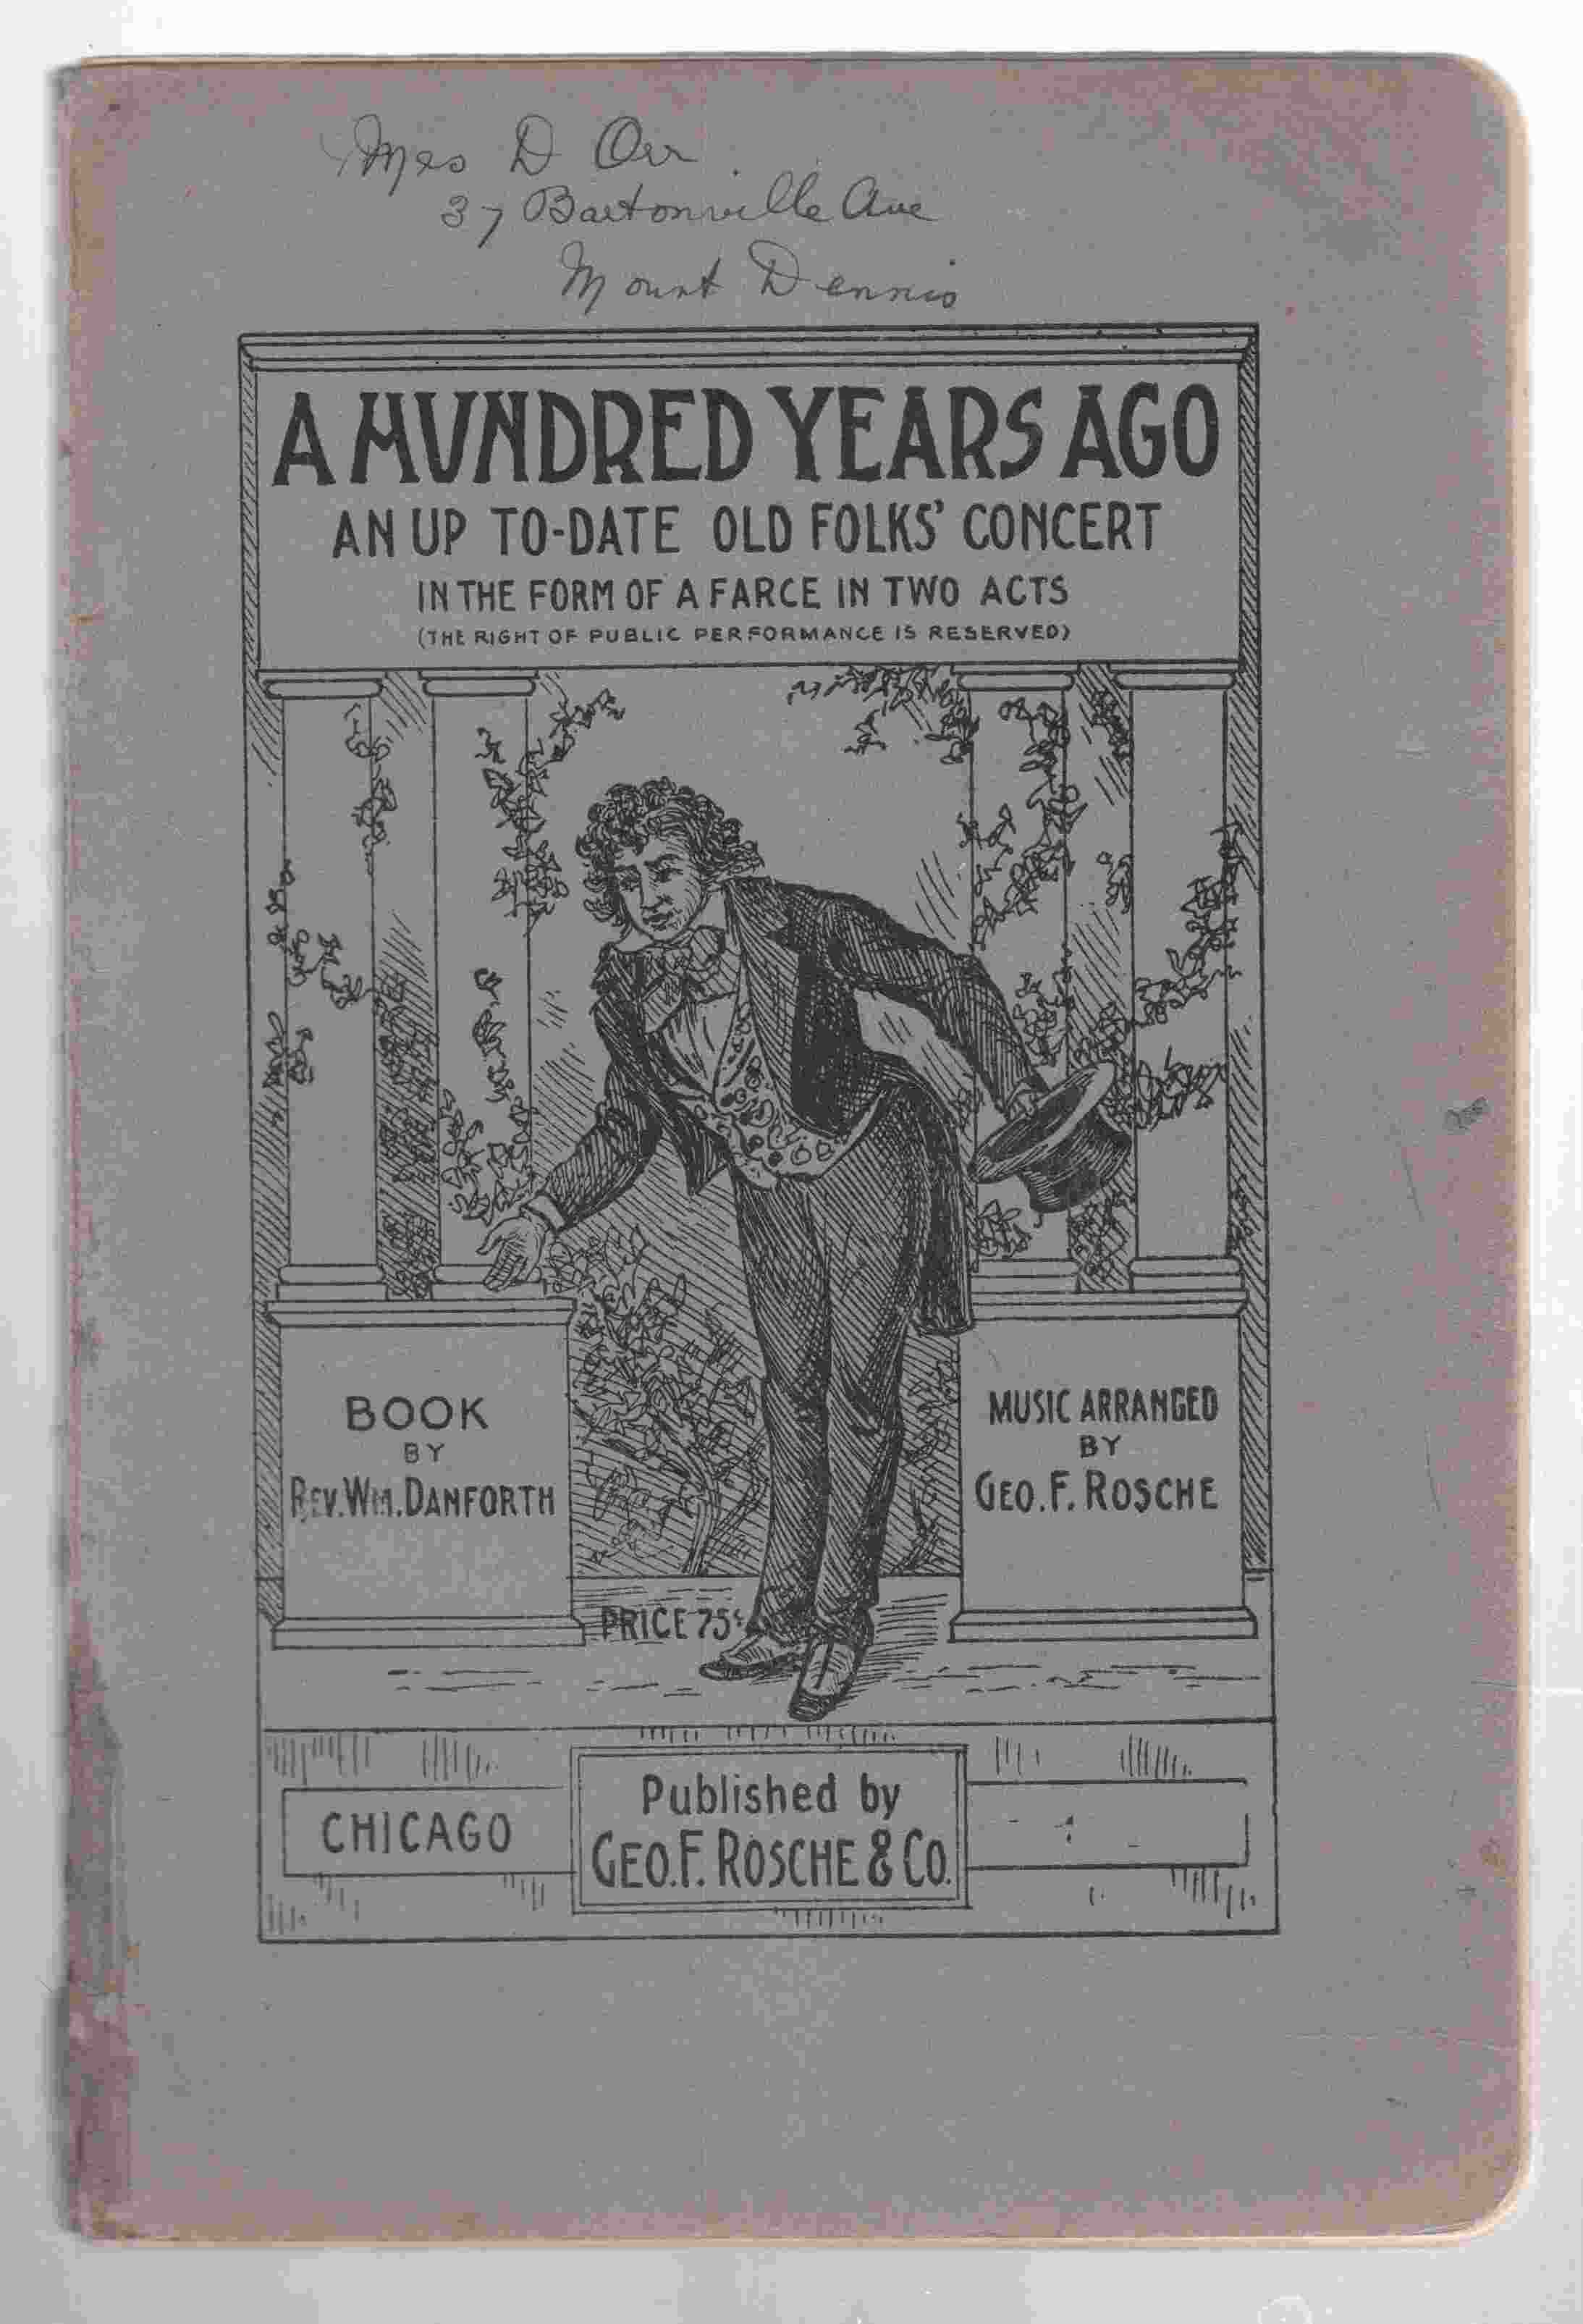 Mrs D Orr
37 Bartonville Ave
Mount Dennis
A HUNDRED YEARS AGO
AN UP TO-DATE OLD FOLKS' CONCERT
IN THE FORM OF A FARCE IN TWO ACTS
(THE RIGHT OF PUBLIC PERFORMANCE IS RESERVED)
BOOK
BY
REV. WM. DANFORTH
MUSIC ARRANGED
BY
GEO. F. ROSCHE
PRICE 75¢
CHICAGO
Published by
GEO. F. ROSCHE & CO.